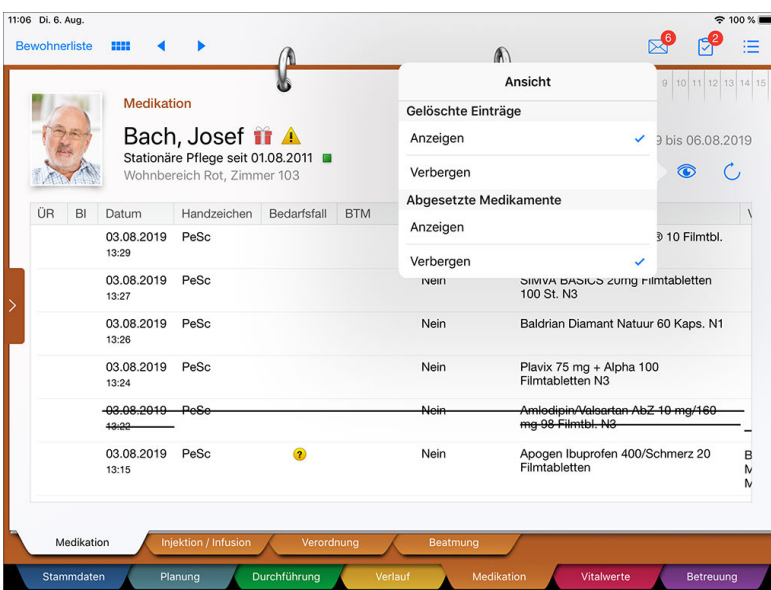 11:06 Di. 6. Aug.
100 %
Bewohnerliste
6
2
9 10 11 12 13 14 15
Medikation
Bach, Josef
Stationäre Pflege seit 01.08.2011
Wohnbereich Rot, Zimmer 103
9 bis 06.08.2019
Ansicht
Gelöschte Einträge
Anzeigen
Verbergen
Abgesetzte Medikamente
Anzeigen
Verbergen
ÜR BI Datum Handzeichen Bedarfsfall BTM
03.08.2019 PeSc ® 10 Filmtbl.
13:29
03.08.2019 PeSc Nein SIMVA BASICS 20mg Filmtabletten
13:27 100 St. N3
03.08.2019 PeSc Nein Baldrian Diamant Natuur 60 Kaps. N1
13:26
03.08.2019 PeSc Nein Plavix 75 mg + Alpha 100
13:24 Filmtabletten N3
03.08.2019 PeSc Nein Amlodipin/Valsartan AbZ 10 mg/160
13:22 mg 98 Filmtbl. N3
03.08.2019 PeSc ? Nein Apogen Ibuprofen 400/Schmerz 20
13:15 Filmtabletten
Medikation Injektion / Infusion Verordnung Beatmung
Stammdaten Planung Durchführung Verlauf Medikation Vitalwerte Betreuung